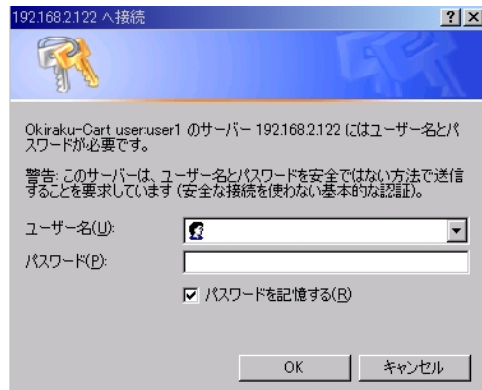 192.168.2.122 へ接続
Okiraku-Cart user:user1 のサーバー 192.168.2.122 にはユーザー名とパ
スワードが必要です。
警告: このサーバーは、ユーザー名とパスワードを安全ではない方法で送信
することを要求しています (安全な接続を使わない基本的な認証)。
ユーザー名(U):
パスワード(P):
パスワードを記憶する(R)
OK
キャンセル